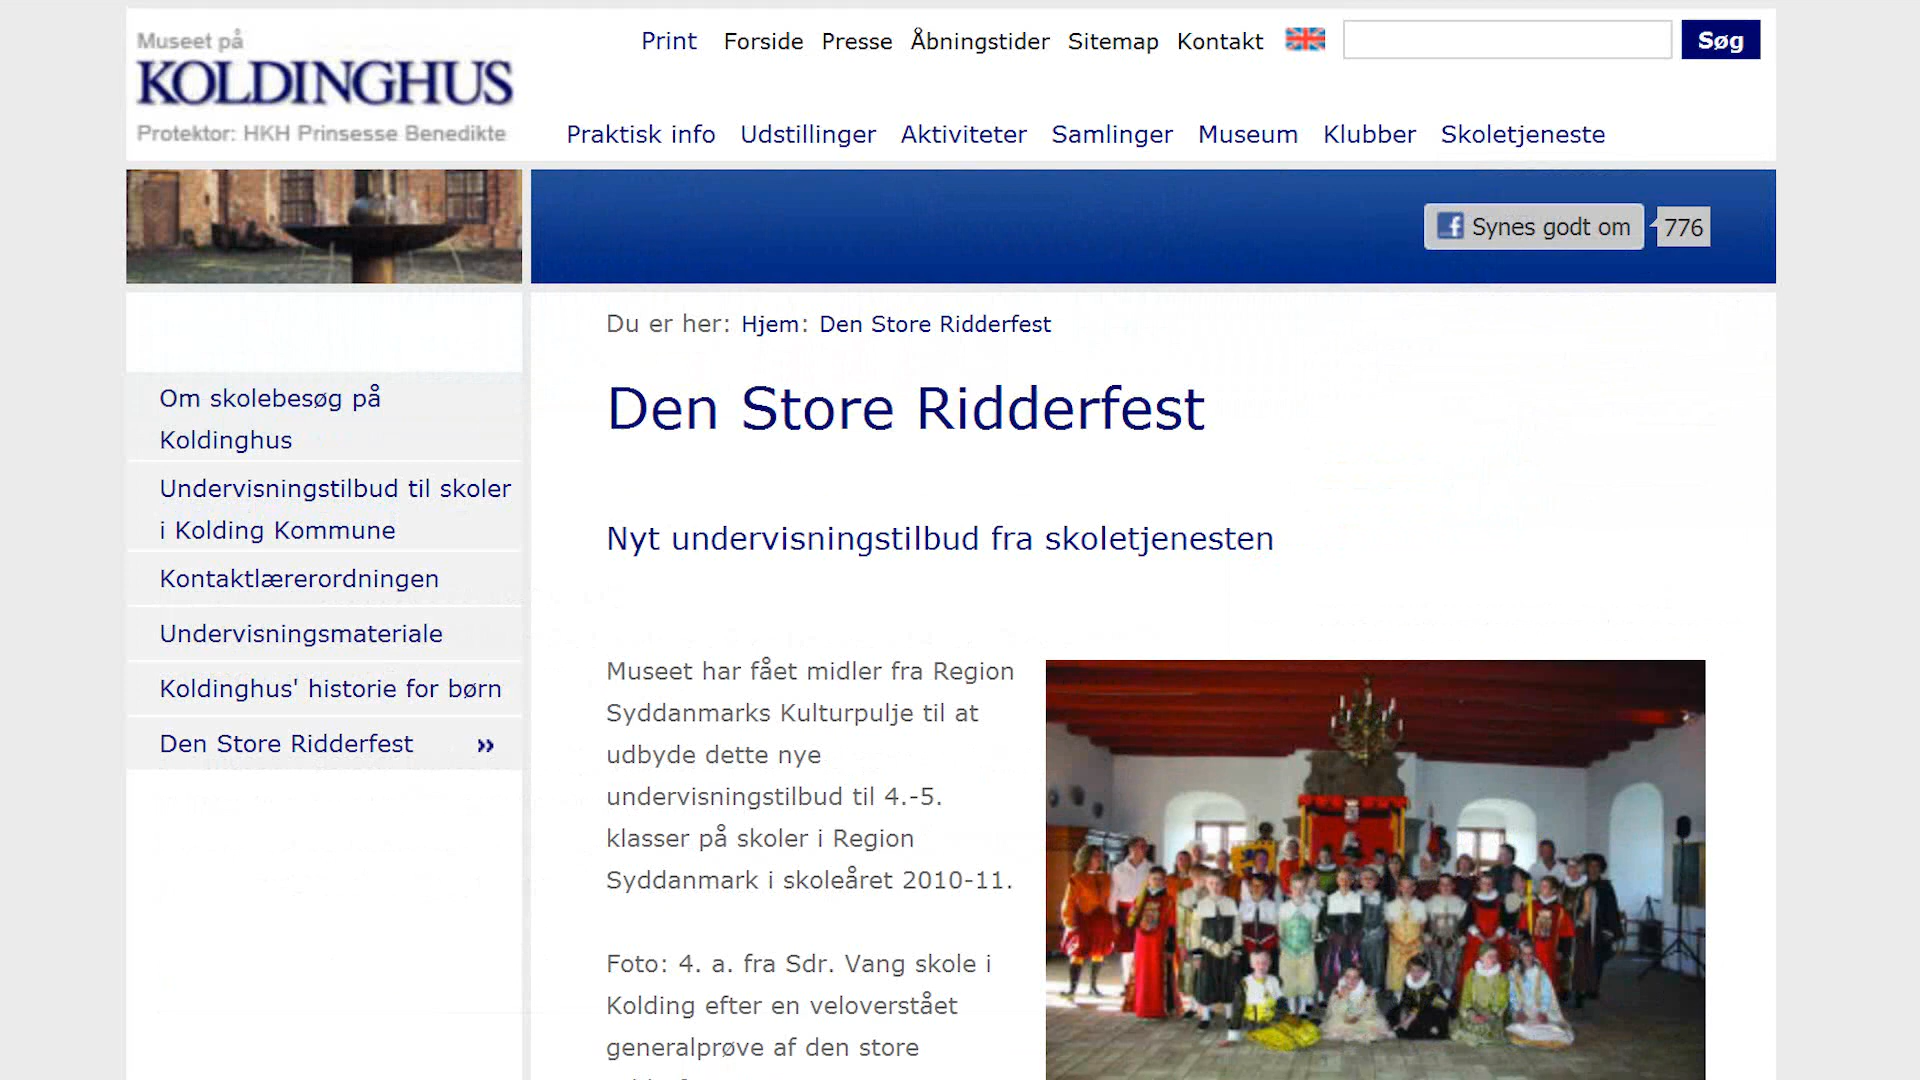 Museet på
KOLDINGHUS
Protektor: HKH Prinsesse Benedikte
Print Forside Presse Åbningstider Sitemap Kontakt Søg
Praktisk info Udstillinger Aktiviteter Samlinger Museum Klubber Skoletjeneste
Synes godt om 776
Om skolebesøg på
Koldinghus
Undervisningstilbud til skoler
i Kolding Kommune
Kontaktlærerordningen
Undervisningsmateriale
Koldinghus' historie for børn
Den Store Ridderfest »
Du er her: Hjem: Den Store Ridderfest
Den Store Ridderfest
Nyt undervisningstilbud fra skoletjenesten
Museet har fået midler fra Region
Syddanmarks Kulturpulje til at
udbyde dette nye
undervisningstilbud til 4.-5.
klasser på skoler i Region
Syddanmark i skoleåret 2010-11.
Foto: 4. a. fra Sdr. Vang skole i
Kolding efter en veloverstået
generalprøve af den store